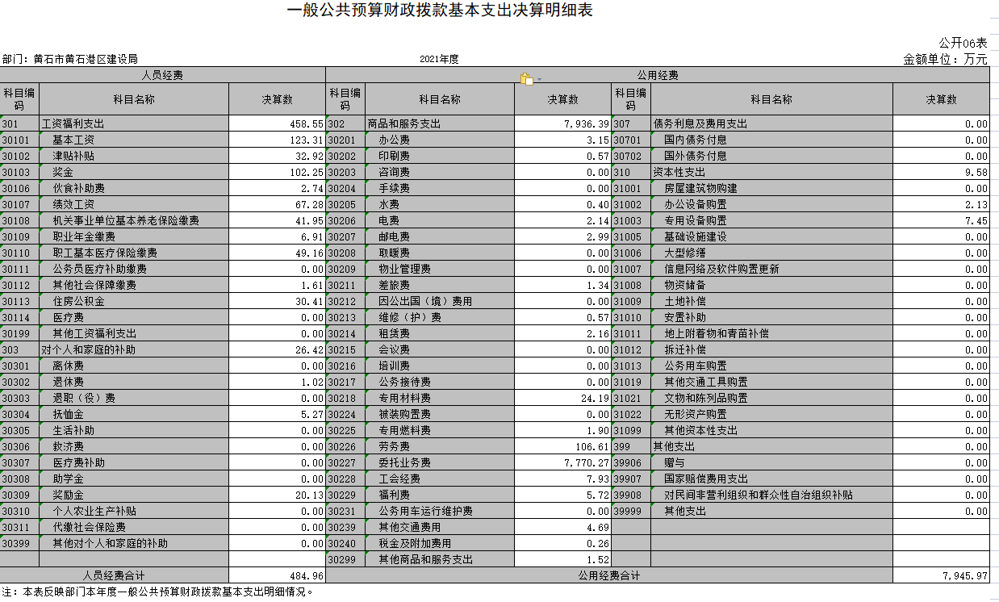 一般公共预算财政拨款基本支出决算明细表
公开06表
部门：黄石市黄石港区建设局 2021年度 金额单位：万元
人员经费 公用经费
科目编码 科目名称 决算数 科目编码 科目名称 决算数 科目编码 科目名称 决算数
301 工资福利支出 458.55 302 商品和服务支出 7,936.39 307 债务利息及费用支出 0.00
30101 基本工资 123.31 30201 办公费 3.15 30701 国内债务付息 0.00
30102 津贴补贴 32.92 30202 印刷费 0.57 30702 国外债务付息 0.00
30103 奖金 102.25 30203 咨询费 0.00 310 资本性支出 9.58
30106 伙食补助费 2.74 30204 手续费 0.00 31001 房屋建筑物购建 0.00
30107 绩效工资 67.28 30205 水费 0.40 31002 办公设备购置 2.13
30108 机关事业单位基本养老保险缴费 41.95 30206 电费 2.14 31003 专用设备购置 7.45
30109 职业年金缴费 6.91 30207 邮电费 2.99 31005 基础设施建设 0.00
30110 职工基本医疗保险缴费 49.16 30208 取暖费 0.00 31006 大型修缮 0.00
30111 公务员医疗补助缴费 0.00 30209 物业管理费 0.00 31007 信息网络及软件购置更新 0.00
30112 其他社会保障缴费 1.61 30211 差旅费 1.34 31008 物资储备 0.00
30113 住房公积金 30.41 30212 因公出国（境）费用 0.00 31009 土地补偿 0.00
30114 医疗费 0.00 30213 维修（护）费 0.57 31010 安置补助 0.00
30199 其他工资福利支出 0.00 30214 租赁费 2.16 31011 地上附着物和青苗补偿 0.00
303 对个人和家庭的补助 26.42 30215 会议费 0.00 31012 拆迁补偿 0.00
30301 离休费 0.00 30216 培训费 0.00 31013 公务用车购置 0.00
30302 退休费 1.02 30217 公务接待费 0.00 31019 其他交通工具购置 0.00
30303 退职（役）费 0.00 30218 专用材料费 24.19 31021 文物和陈列品购置 0.00
30304 抚恤金 5.27 30224 被装购置费 0.00 31022 无形资产购置 0.00
30305 生活补助 0.00 30225 专用燃料费 1.90 31099 其他资本性支出 0.00
30306 救济费 0.00 30226 劳务费 106.61 399 其他支出 0.00
30307 医疗费补助 0.00 30227 委托业务费 7,770.27 39906 赠与 0.00
30308 助学金 0.00 30228 工会经费 7.93 39907 国家赔偿费用支出 0.00
30309 奖励金 20.13 30229 福利费 5.72 39908 对民间非营利组织和群众性自治组织补贴 0.00
30310 个人农业生产补贴 0.00 30231 公务用车运行维护费 0.00 39999 其他支出 0.00
30311 代缴社会保险费 0.00 30239 其他交通费用 4.69
30399 其他对个人和家庭的补助 0.00 30240 税金及附加费用 0.26
30299 其他商品和服务支出 1.52
人员经费合计 484.96 公用经费合计 7,945.97
注：本表反映部门本年度一般公共预算财政拨款基本支出明细情况。